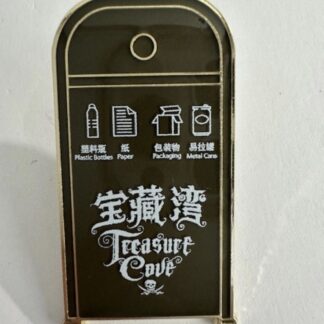 塑料瓶 纸 包装物 易拉罐
Plastic Bottles Paper Packaging Metal Cans
宝藏湾
Treasure
Cove